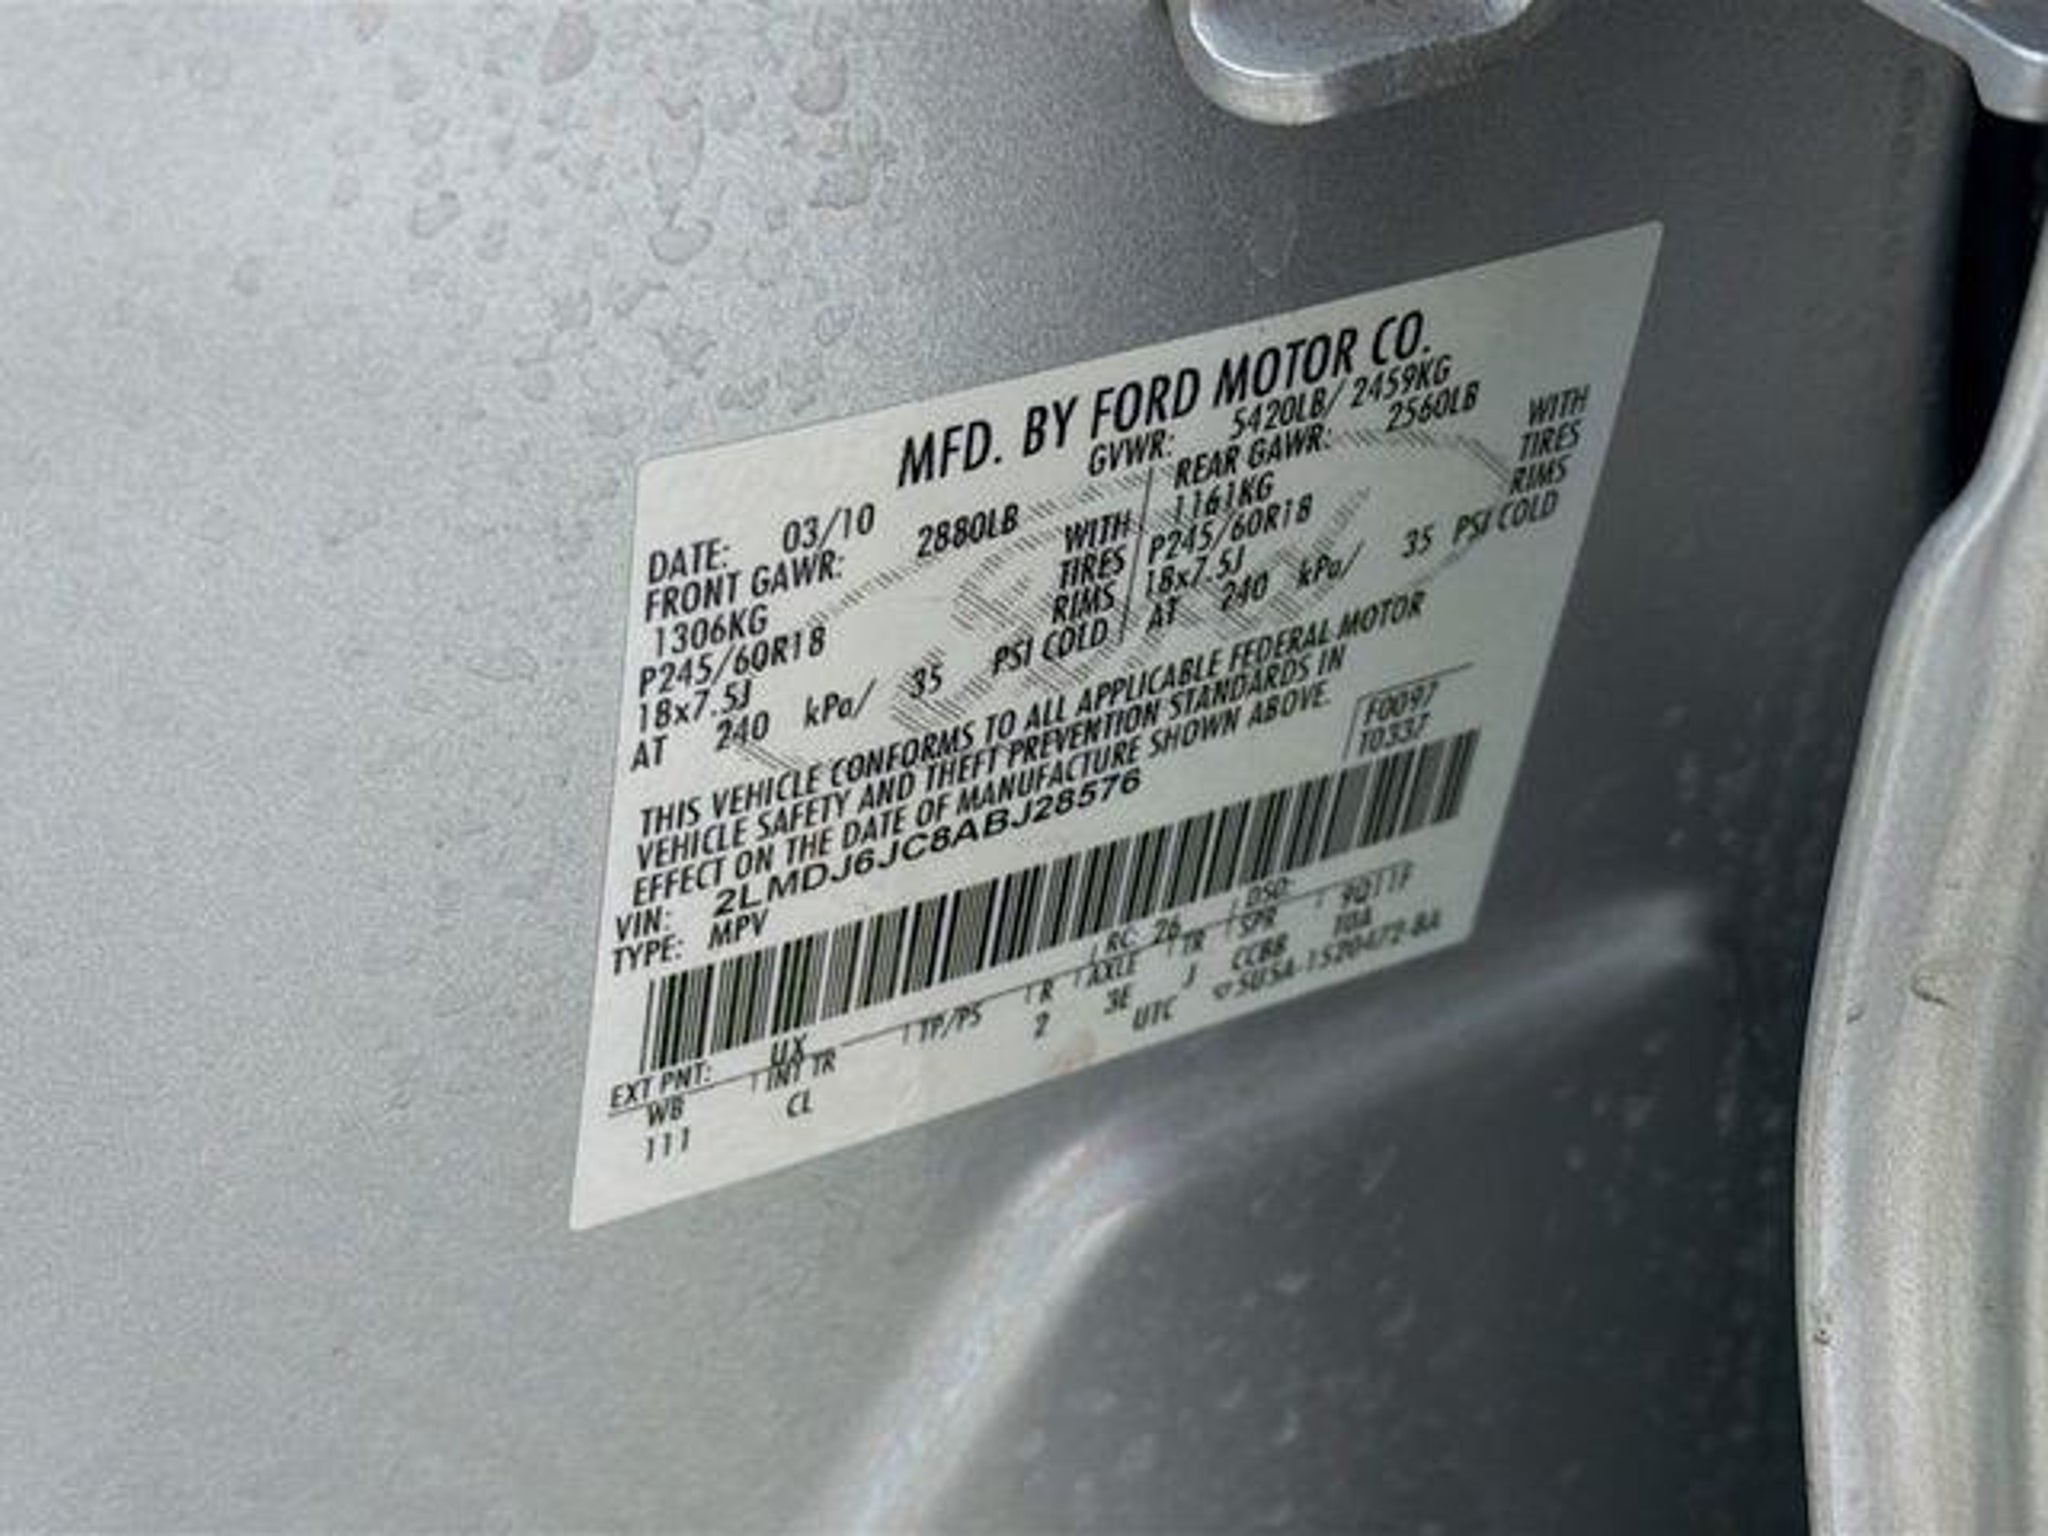 MFD. BY FORD MOTOR CO.
DATE: 03/10 GVWR: 5420LB/ 2459KG
FRONT GAWR: 2880LB REAR GAWR: 2560LB
1306KG WITH 1161KG WITH
P245/60R18 TIRES P245/60R18 TIRES
18x7.5J RIMS 18x7.5J RIMS
AT 240 kPa/ 35 PSI COLD AT 240 kPa/ 35 PSI COLD
THIS VEHICLE CONFORMS TO ALL APPLICABLE FEDERAL MOTOR
VEHICLE SAFETY AND THEFT PREVENTION STANDARDS IN
EFFECT ON THE DATE OF MANUFACTURE SHOWN ABOVE.
VIN: 2LMDJ6JC8ABJ28576 F0097
TYPE: MPV T0337
EXT PNT: UX RC: 26 DSO:
WB INT TR TP/PS R AXLE TR SPR 9Q11F
111 CL 2 3E J CCBB
UTC